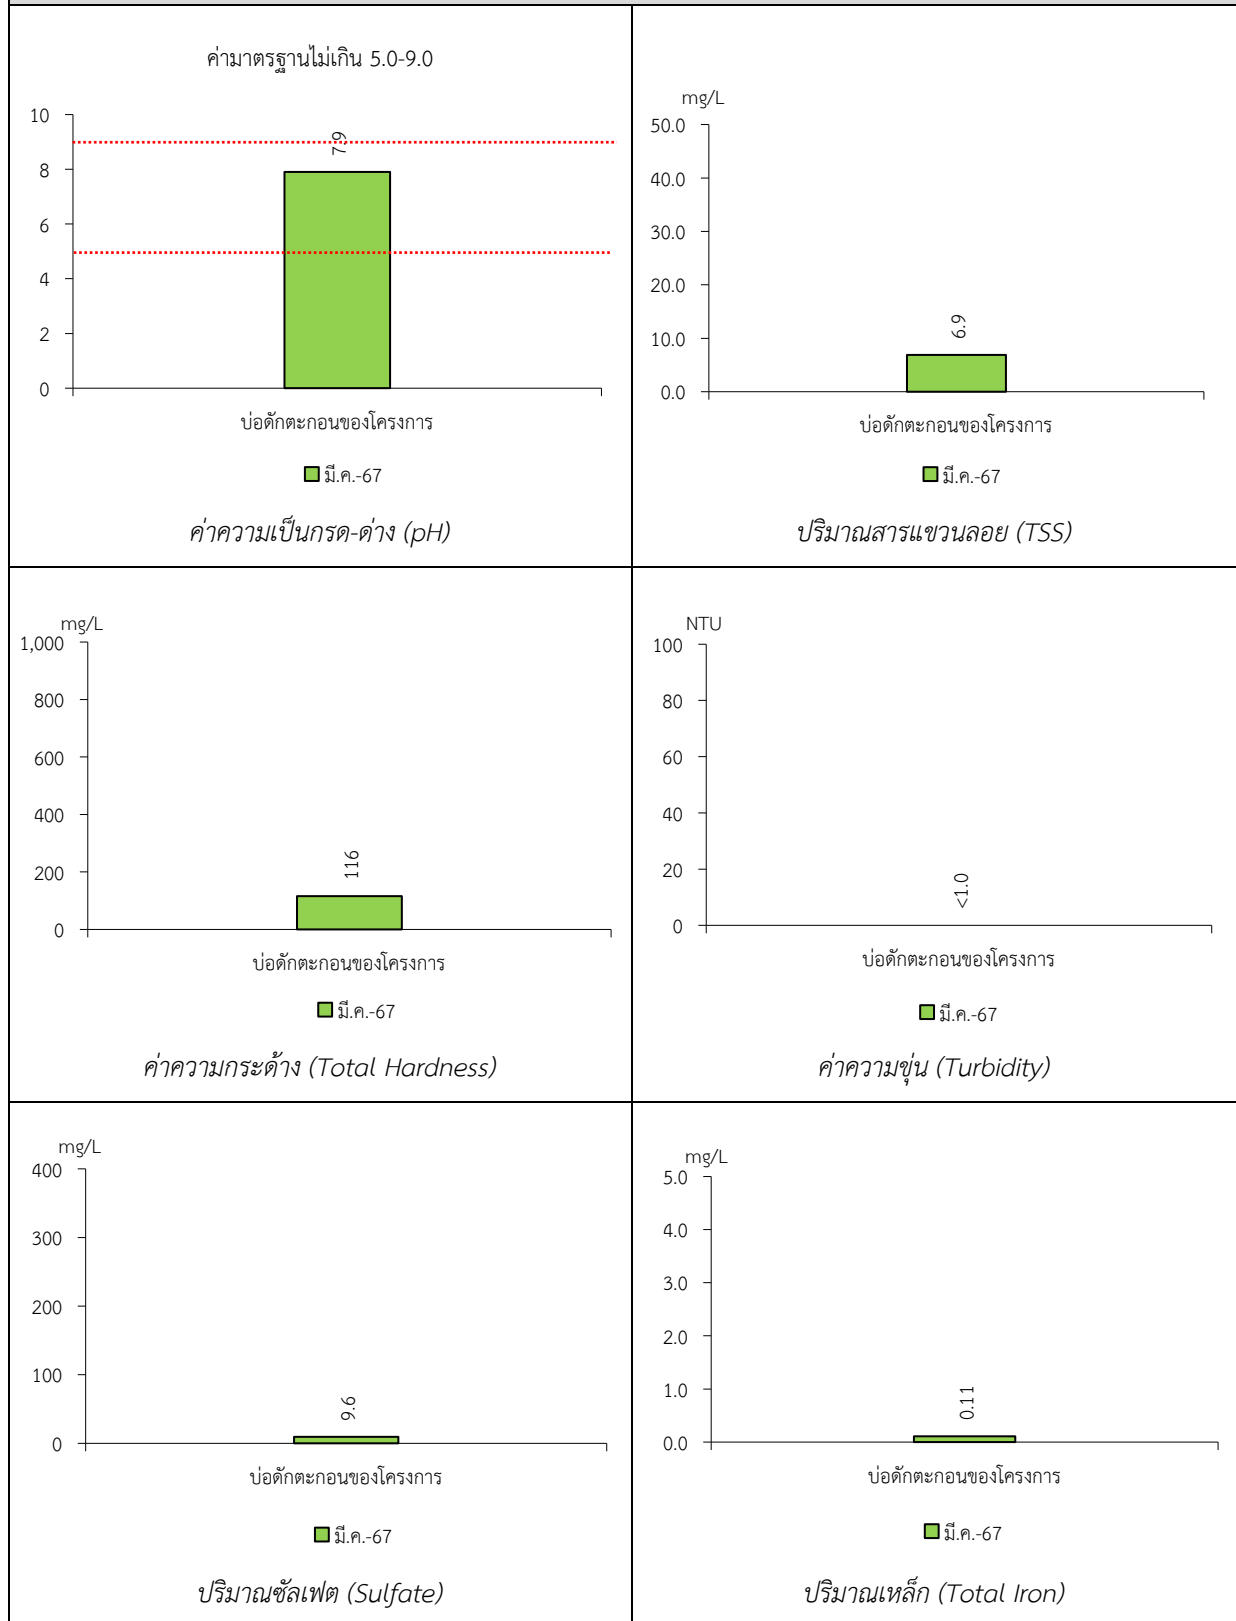 ค่ามาตรฐานไม่เกิน 5.0-9.0
10
8
6
4
2
0
7.9
บ่อดักตะกอนของโครงการ
มี.ค.-67
ค่าความเป็นกรด-ด่าง (pH)
mg/L
50.0
40.0
30.0
20.0
10.0
0.0
6.9
บ่อดักตะกอนของโครงการ
มี.ค.-67
ปริมาณสารแขวนลอย (TSS)
mg/L
1,000
800
600
400
200
0
116
บ่อดักตะกอนของโครงการ
มี.ค.-67
ค่าความกระด้าง (Total Hardness)
NTU
100
80
60
40
20
0
<1.0
บ่อดักตะกอนของโครงการ
มี.ค.-67
ค่าความขุ่น (Turbidity)
mg/L
400
300
200
100
0
9.6
บ่อดักตะกอนของโครงการ
มี.ค.-67
ปริมาณซัลเฟต (Sulfate)
mg/L
5.0
4.0
3.0
2.0
1.0
0.0
0.11
บ่อดักตะกอนของโครงการ
มี.ค.-67
ปริมาณเหล็ก (Total Iron)